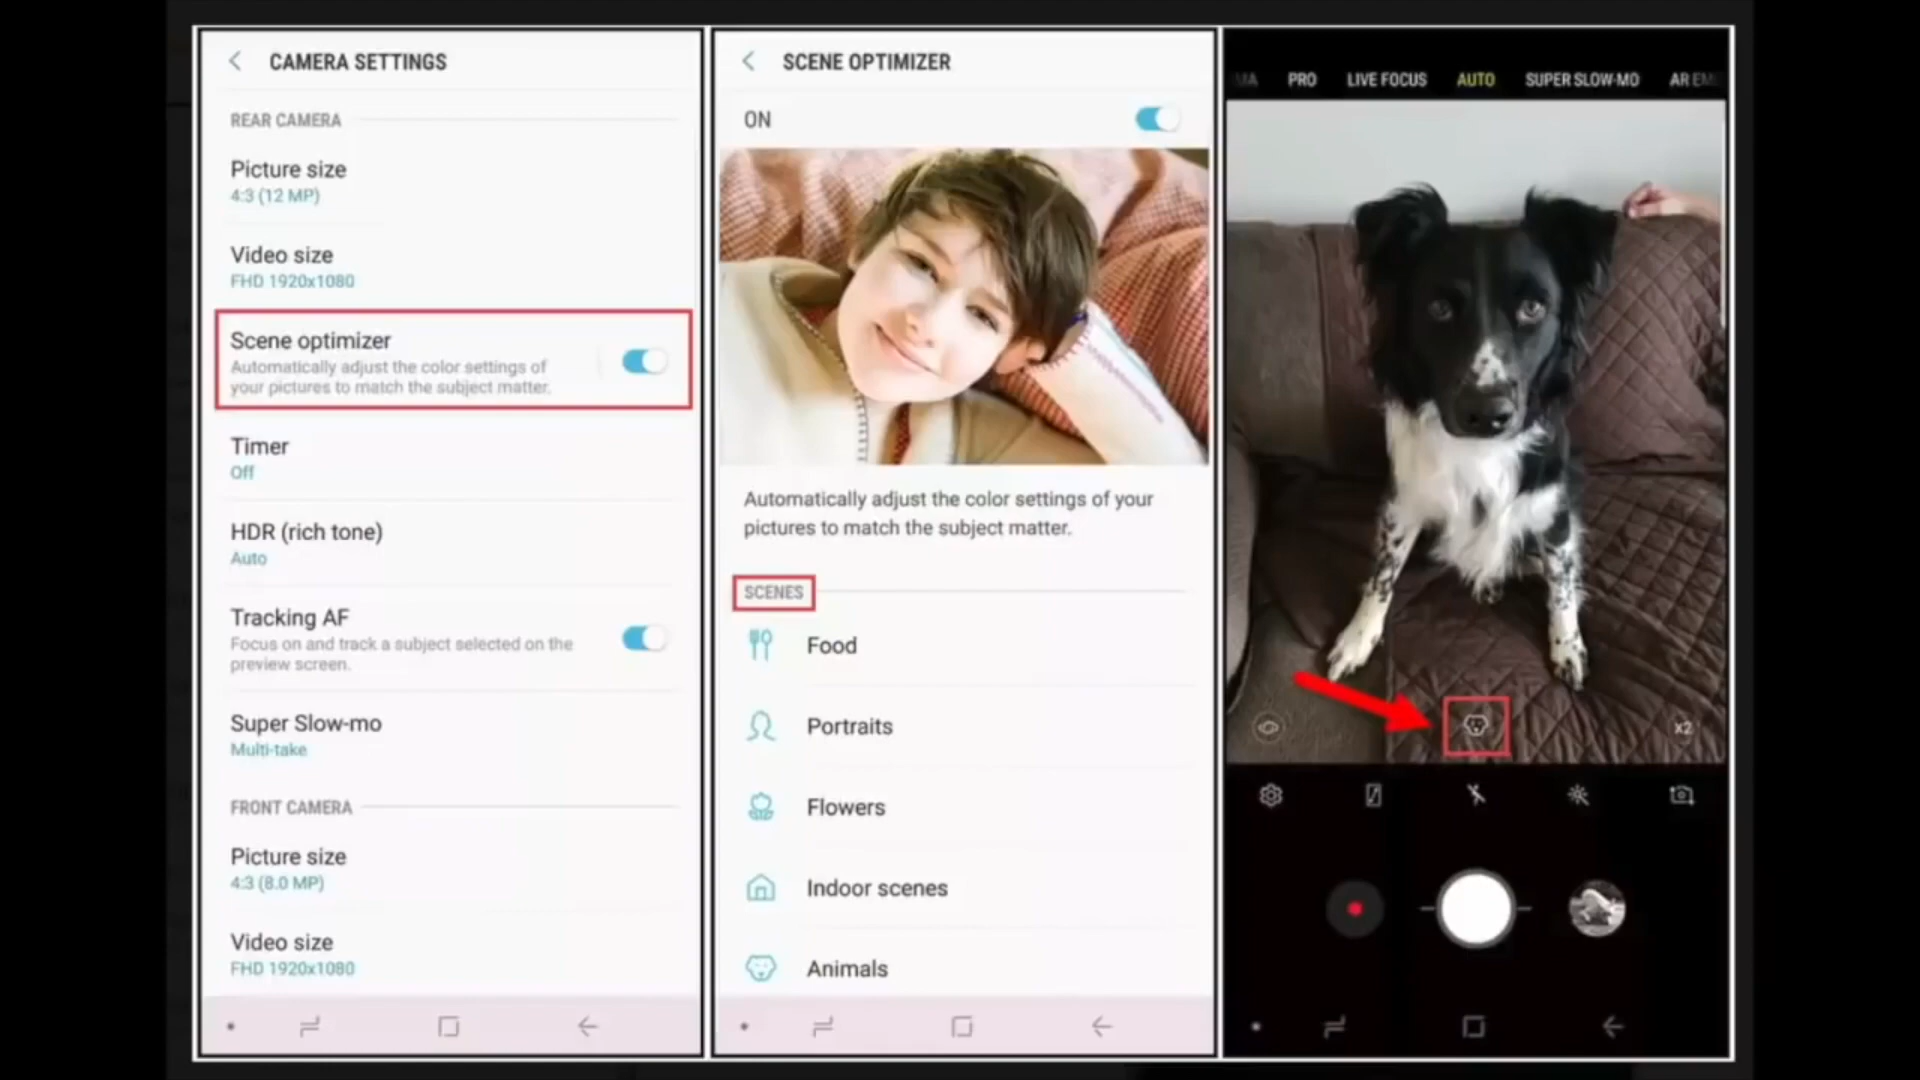 CAMERA SETTINGS
REAR CAMERA
Picture size
4:3 (12 MP)
Video size
FHD 1920x1080
Scene optimizer
Automatically adjust the color settings of
your pictures to match the subject matter.
Timer
Off
HDR (rich tone)
Auto
Tracking AF
Focus on and track a subject selected on the
preview screen.
Super Slow-mo
Multi-take
FRONT CAMERA
Picture size
4:3 (8.0 MP)
Video size
FHD 1920x1080
SCENE OPTIMIZER
ON
Automatically adjust the color settings of your
pictures to match the subject matter.
SCENES
Food
Portraits
Flowers
Indoor scenes
Animals
MA PRO LIVE FOCUS AUTO SUPER SLOW-MO AR EM
x2